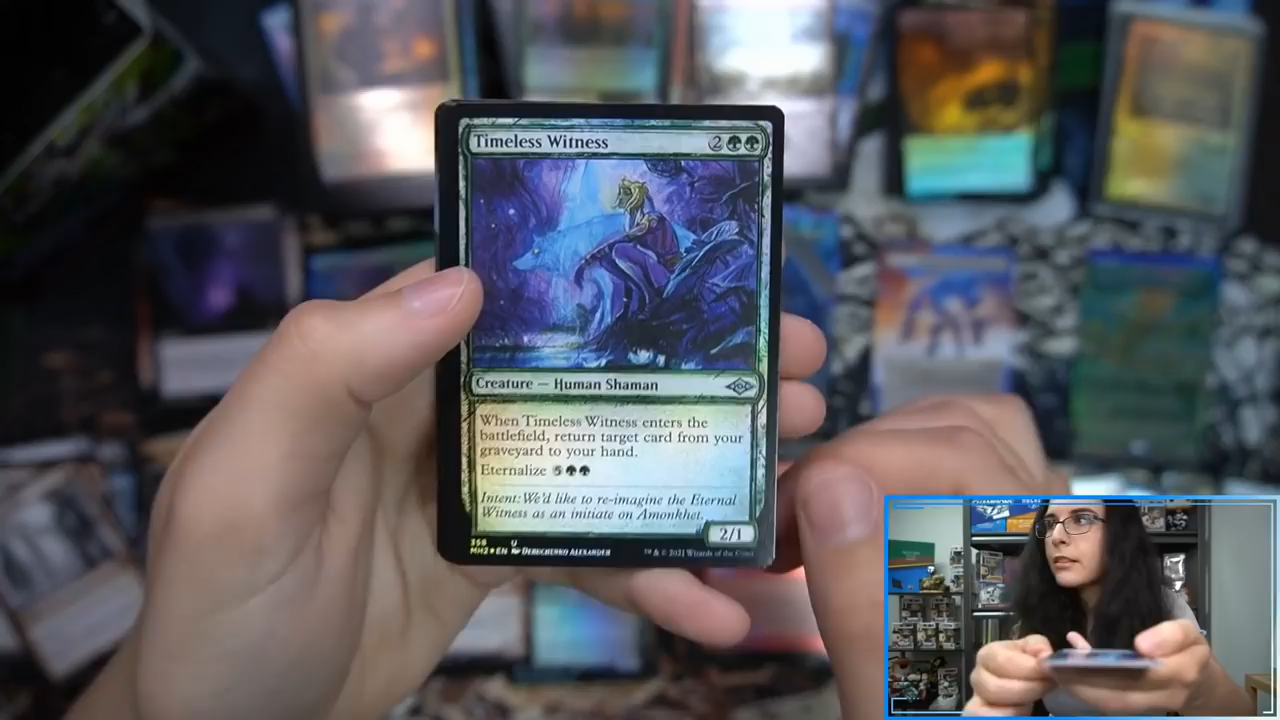 Timeless Witness 2
Creature — Human Shaman
When Timeless Witness enters the
battlefield, return target card from your
graveyard to your hand.
Eternalize 5
Intent: We'd like to re-imagine the Eternal
Witness as an initiate on Amonkhet.
2/1
356 U
MH2 EN Deruchenko Alexander ™ & © 2021 Wizards of the Coast